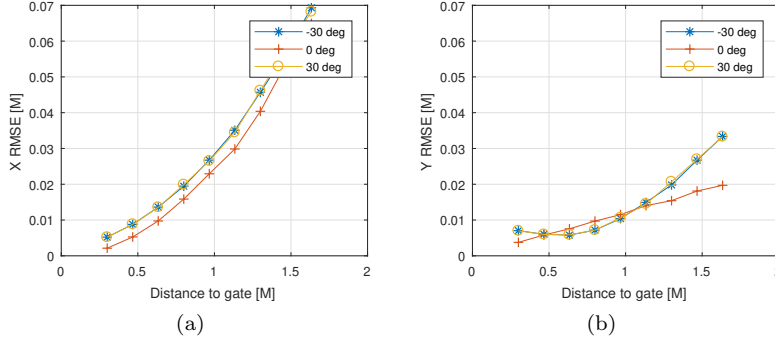 0.07
0.06
0.05
0.04
0.03
0.02
0.01
0
X RMSE [M]
-30 deg
0 deg
30 deg
0 0.5 1 1.5 2
Distance to gate [M]
(a)
0.07
0.06
0.05
0.04
0.03
0.02
0.01
0
Y RMSE [M]
-30 deg
0 deg
30 deg
0 0.5 1 1.5 2
Distance to gate [M]
(b)